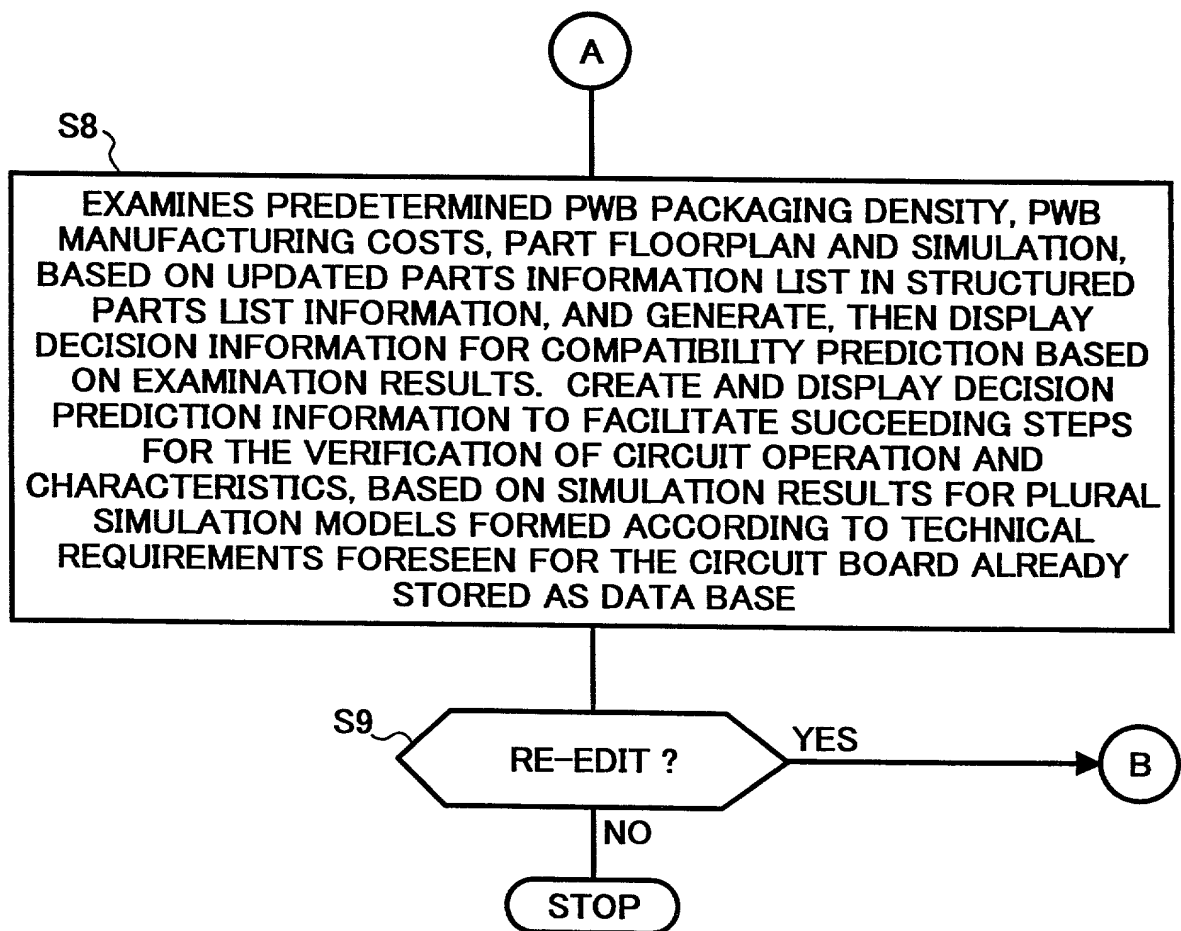 A
S8
EXAMINES PREDETERMINED PWB PACKAGING DENSITY, PWB
MANUFACTURING COSTS, PART FLOORPLAN AND SIMULATION,
BASED ON UPDATED PARTS INFORMATION LIST IN STRUCTURED
PARTS LIST INFORMATION, AND GENERATE, THEN DISPLAY
DECISION INFORMATION FOR COMPATIBILITY PREDICTION BASED
ON EXAMINATION RESULTS. CREATE AND DISPLAY DECISION
PREDICTION INFORMATION TO FACILITATE SUCCEEDING STEPS
FOR THE VERIFICATION OF CIRCUIT OPERATION AND
CHARACTERISTICS, BASED ON SIMULATION RESULTS FOR PLURAL
SIMULATION MODELS FORMED ACCORDING TO TECHNICAL
REQUIREMENTS FORESEEN FOR THE CIRCUIT BOARD ALREADY
STORED AS DATA BASE
S9
RE-EDIT ?
YES
B
NO
STOP